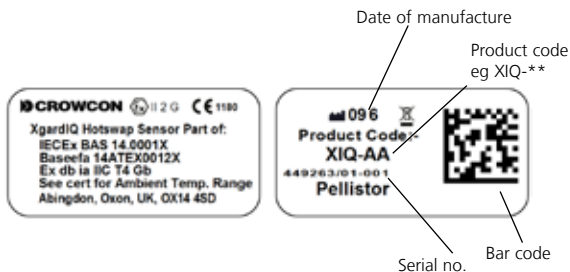 Date of manufacture
Product code
eg XIQ-**
CROWCON Ex II 2 G CE 1180
XgardIQ Hotswap Sensor Part of:
IECEx BAS 14.0001X
Baseefa 14ATEX0012X
Ex db ia IIC T4 Gb
See cert for Ambient Temp. Range
Abingdon, Oxon, UK, OX14 4SD
096
Product Code:-
XIQ-AA
449263/01-001
Pellistor
Serial no.
Bar code